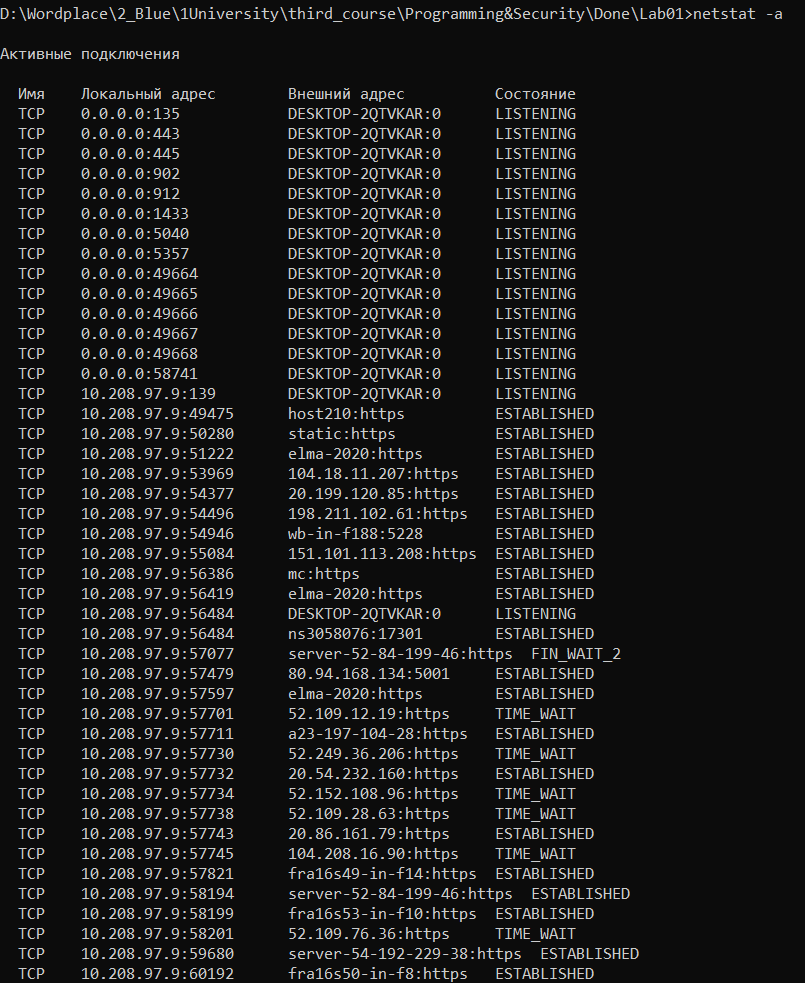 D:\Wordplace\2_Blue\1University\third_course\Programming&Security\Done\Lab01>netstat -a
Активные подключения
Имя Локальный адрес Внешний адрес Состояние
TCP 0.0.0.0:135 DESKTOP-2QTVKAR:0 LISTENING
TCP 0.0.0.0:443 DESKTOP-2QTVKAR:0 LISTENING
TCP 0.0.0.0:445 DESKTOP-2QTVKAR:0 LISTENING
TCP 0.0.0.0:902 DESKTOP-2QTVKAR:0 LISTENING
TCP 0.0.0.0:912 DESKTOP-2QTVKAR:0 LISTENING
TCP 0.0.0.0:1433 DESKTOP-2QTVKAR:0 LISTENING
TCP 0.0.0.0:5040 DESKTOP-2QTVKAR:0 LISTENING
TCP 0.0.0.0:5357 DESKTOP-2QTVKAR:0 LISTENING
TCP 0.0.0.0:49664 DESKTOP-2QTVKAR:0 LISTENING
TCP 0.0.0.0:49665 DESKTOP-2QTVKAR:0 LISTENING
TCP 0.0.0.0:49666 DESKTOP-2QTVKAR:0 LISTENING
TCP 0.0.0.0:49667 DESKTOP-2QTVKAR:0 LISTENING
TCP 0.0.0.0:49668 DESKTOP-2QTVKAR:0 LISTENING
TCP 0.0.0.0:58741 DESKTOP-2QTVKAR:0 LISTENING
TCP 10.208.97.9:139 DESKTOP-2QTVKAR:0 LISTENING
TCP 10.208.97.9:49475 host210:https ESTABLISHED
TCP 10.208.97.9:50280 static:https ESTABLISHED
TCP 10.208.97.9:51222 elma-2020:https ESTABLISHED
TCP 10.208.97.9:53969 104.18.11.207:https ESTABLISHED
TCP 10.208.97.9:54377 20.199.120.85:https ESTABLISHED
TCP 10.208.97.9:54496 198.211.102.61:https ESTABLISHED
TCP 10.208.97.9:54946 wb-in-f188:5228 ESTABLISHED
TCP 10.208.97.9:55084 151.101.113.208:https ESTABLISHED
TCP 10.208.97.9:56386 mc:https ESTABLISHED
TCP 10.208.97.9:56419 elma-2020:https ESTABLISHED
TCP 10.208.97.9:56484 DESKTOP-2QTVKAR:0 LISTENING
TCP 10.208.97.9:56484 ns3058076:17301 ESTABLISHED
TCP 10.208.97.9:57077 server-52-84-199-46:https FIN_WAIT_2
TCP 10.208.97.9:57479 80.94.168.134:5001 ESTABLISHED
TCP 10.208.97.9:57597 elma-2020:https ESTABLISHED
TCP 10.208.97.9:57701 52.109.12.19:https TIME_WAIT
TCP 10.208.97.9:57711 a23-197-104-28:https ESTABLISHED
TCP 10.208.97.9:57730 52.249.36.206:https TIME_WAIT
TCP 10.208.97.9:57732 20.54.232.160:https ESTABLISHED
TCP 10.208.97.9:57734 52.152.108.96:https TIME_WAIT
TCP 10.208.97.9:57738 52.109.28.63:https TIME_WAIT
TCP 10.208.97.9:57743 20.86.161.79:https ESTABLISHED
TCP 10.208.97.9:57745 104.208.16.90:https TIME_WAIT
TCP 10.208.97.9:57821 fra16s49-in-f14:https ESTABLISHED
TCP 10.208.97.9:58194 server-52-84-199-46:https ESTABLISHED
TCP 10.208.97.9:58199 fra16s53-in-f10:https ESTABLISHED
TCP 10.208.97.9:58201 52.109.76.36:https TIME_WAIT
TCP 10.208.97.9:59680 server-54-192-229-38:https ESTABLISHED
TCP 10.208.97.9:60192 fra16s50-in-f8:https ESTABLISHED